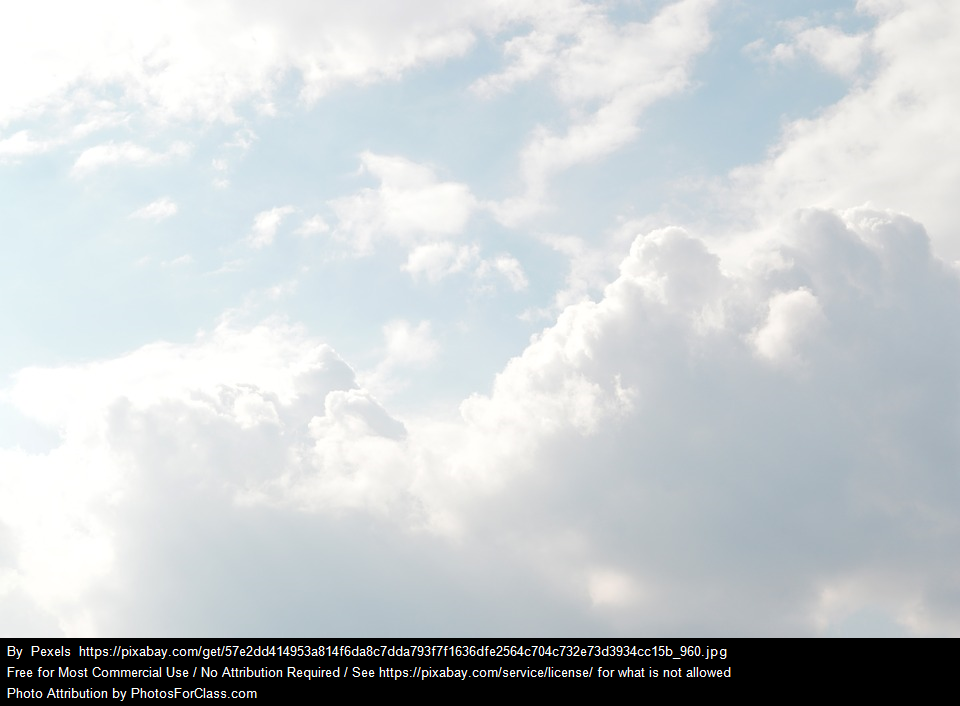 By Pexels https://pixabay.com/get/57e2dd414953a814f6da8c7dda793f7f1636dfe2564c704c732e73d3934cc15b_960.jpg
Free for Most Commercial Use / No Attribution Required / See https://pixabay.com/service/license/ for what is not allowed
Photo Attribution by PhotosForClass.com